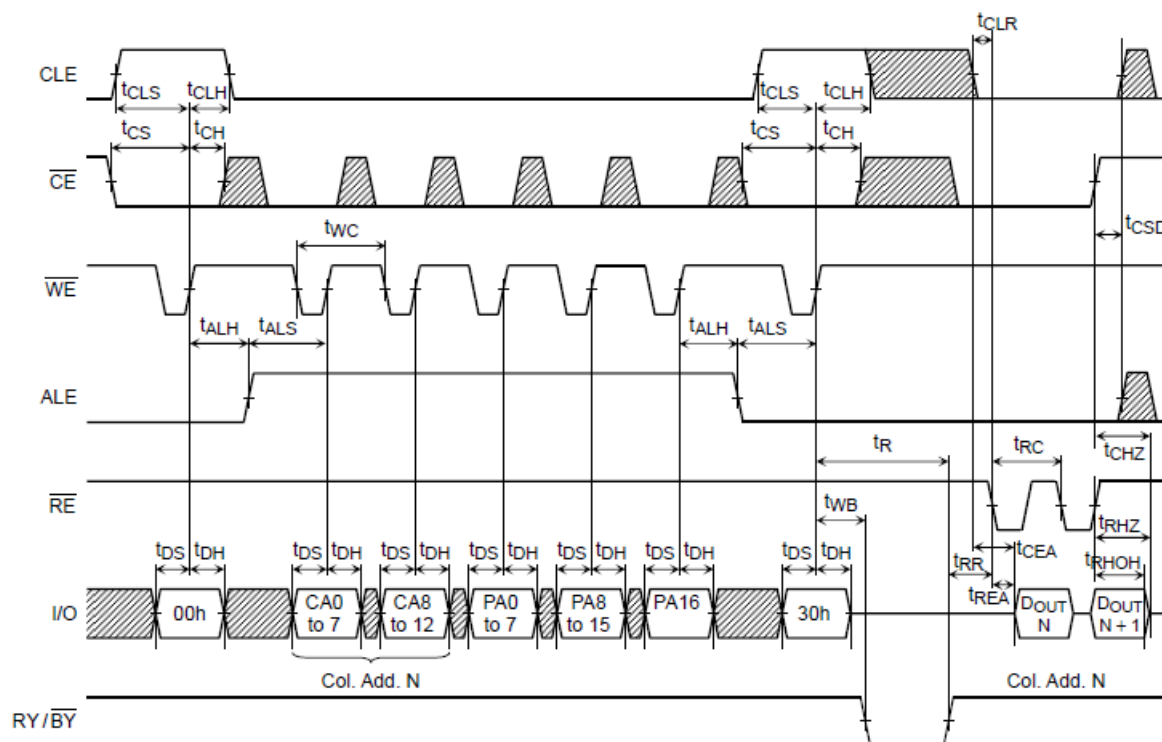 tCLR
CLE
tCLS tCLH tCLS tCLH
tCS tCH tCS tCH
CE
tWC tCSD
WE
tALH tALS tALH tALS
ALE
tR tRC tCHZ
RE
tWB tRHZ
tDS tDH tDS tDH tDS tDH tDS tDH tDS tDH tDS tDH tCEA
tRR tRHOH
tREA
I/O 00h CA0 to 7 CA8 to 12 PA0 to 7 PA8 to 15 PA16 30h DOUT N DOUT N + 1
Col. Add. N Col. Add. N
RY / BY